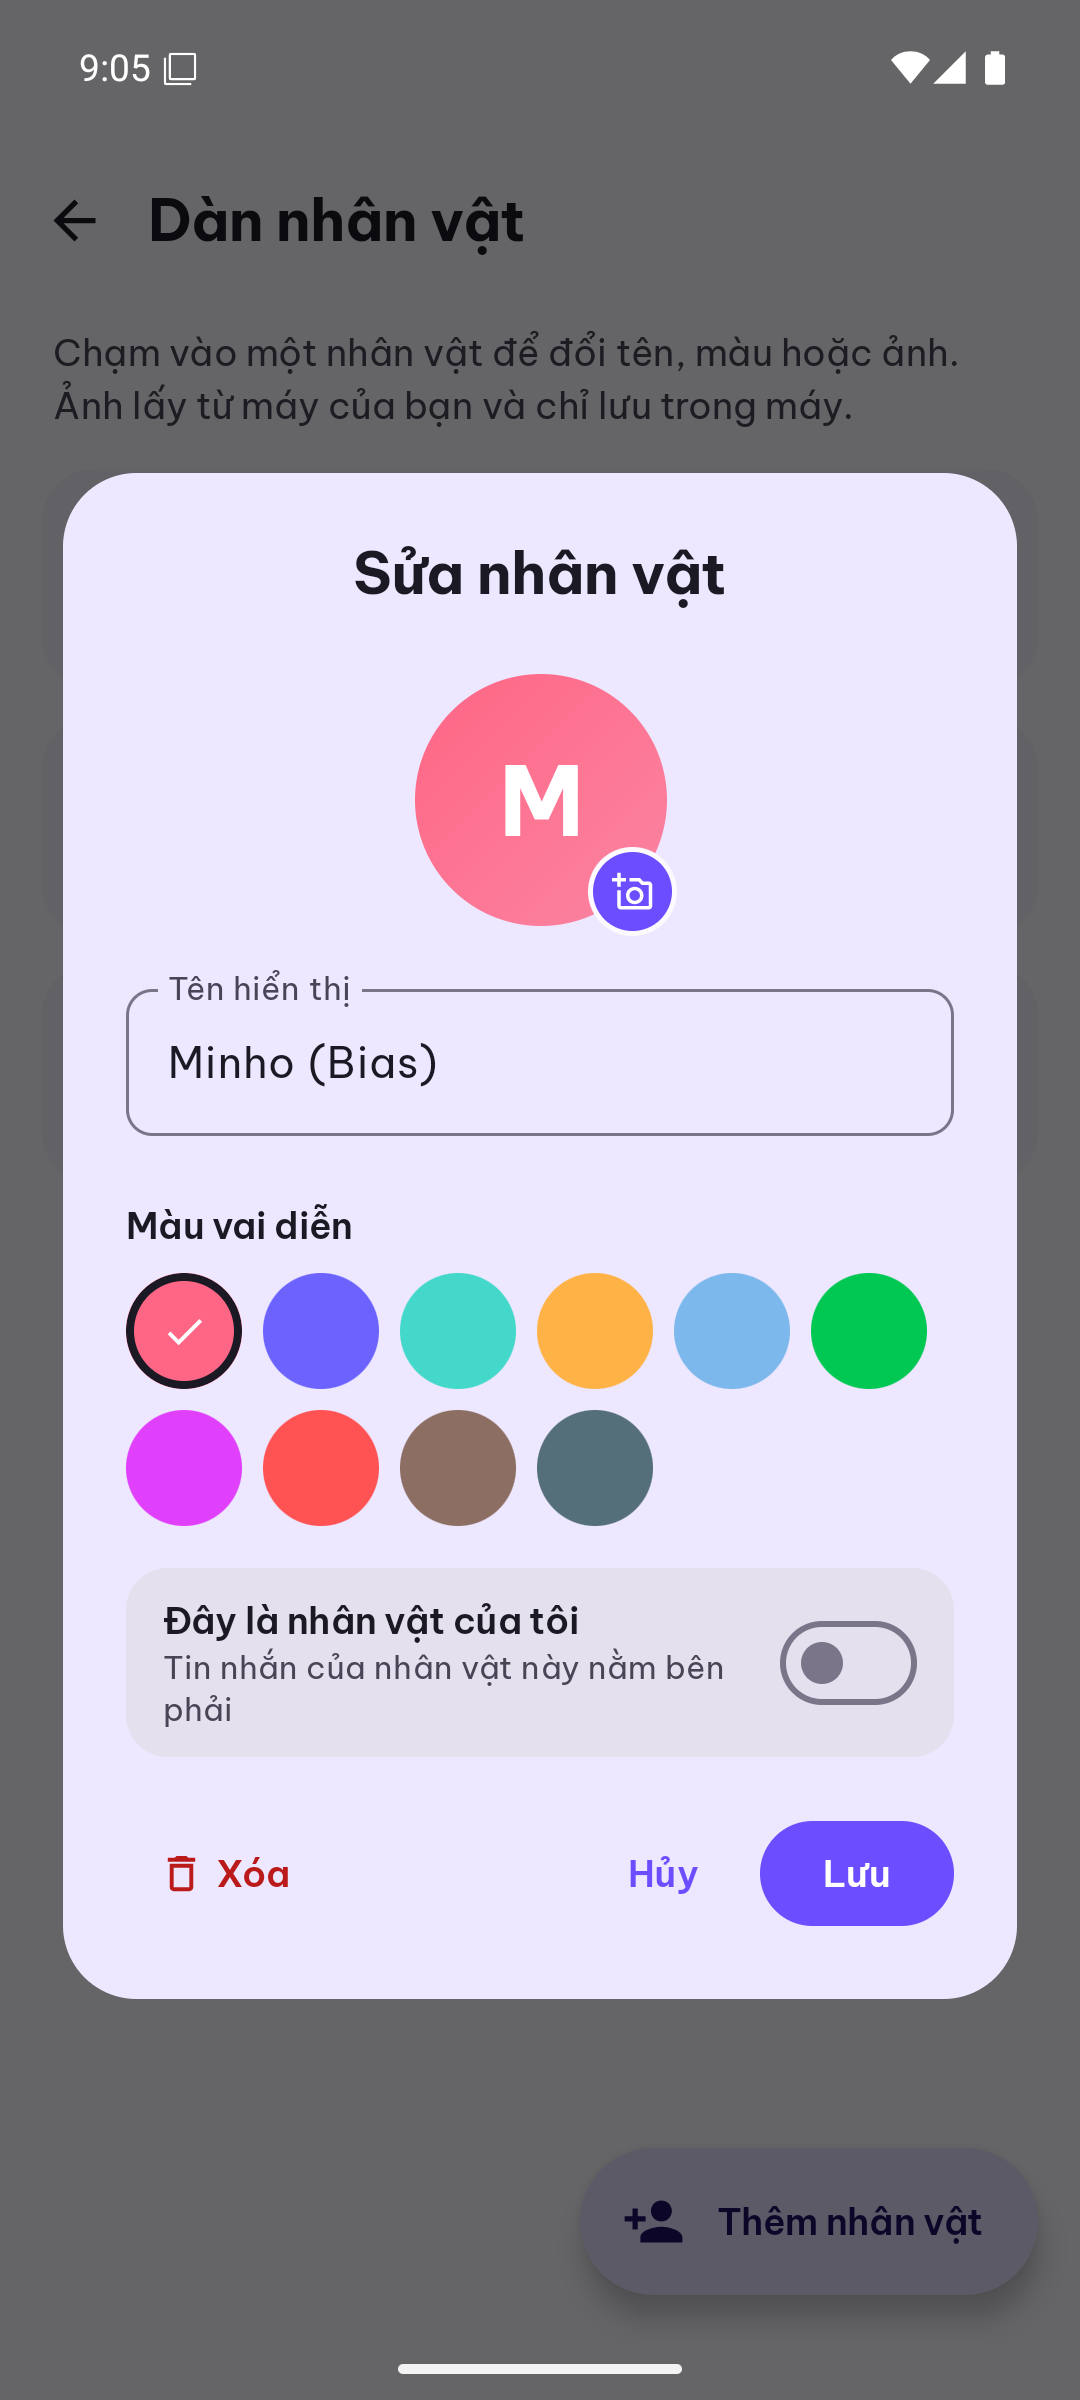 9:05
Dàn nhân vật
Chạm vào một nhân vật để đổi tên, màu hoặc ảnh.
Ảnh lấy từ máy của bạn và chỉ lưu trong máy.
Sửa nhân vật
M
Tên hiển thị
Minho (Bias)
Màu vai diễn
Đây là nhân vật của tôi
Tin nhắn của nhân vật này nằm bên
phải
Xóa
Hủy
Lưu
Thêm nhân vật